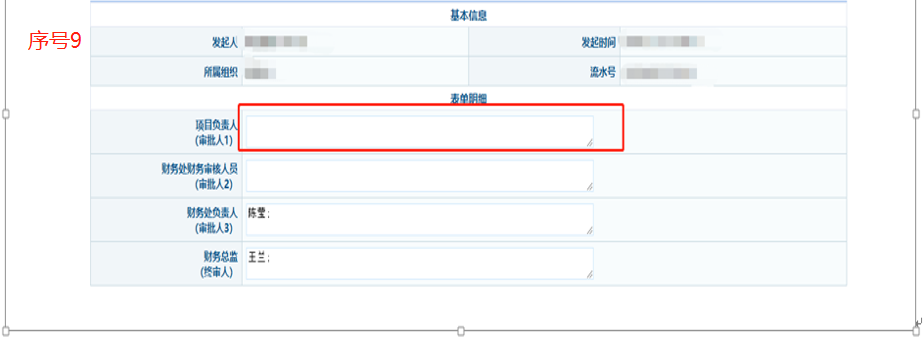 基本信息
序号9
发起人 发起时间
所属组织 流水号
表单明细
项目负责人
(审批人1)
财务处财务审核人员
(审批人2)
财务处负责人
(审批人3)
陈莹;
财务总监
(终审人)
王兰;